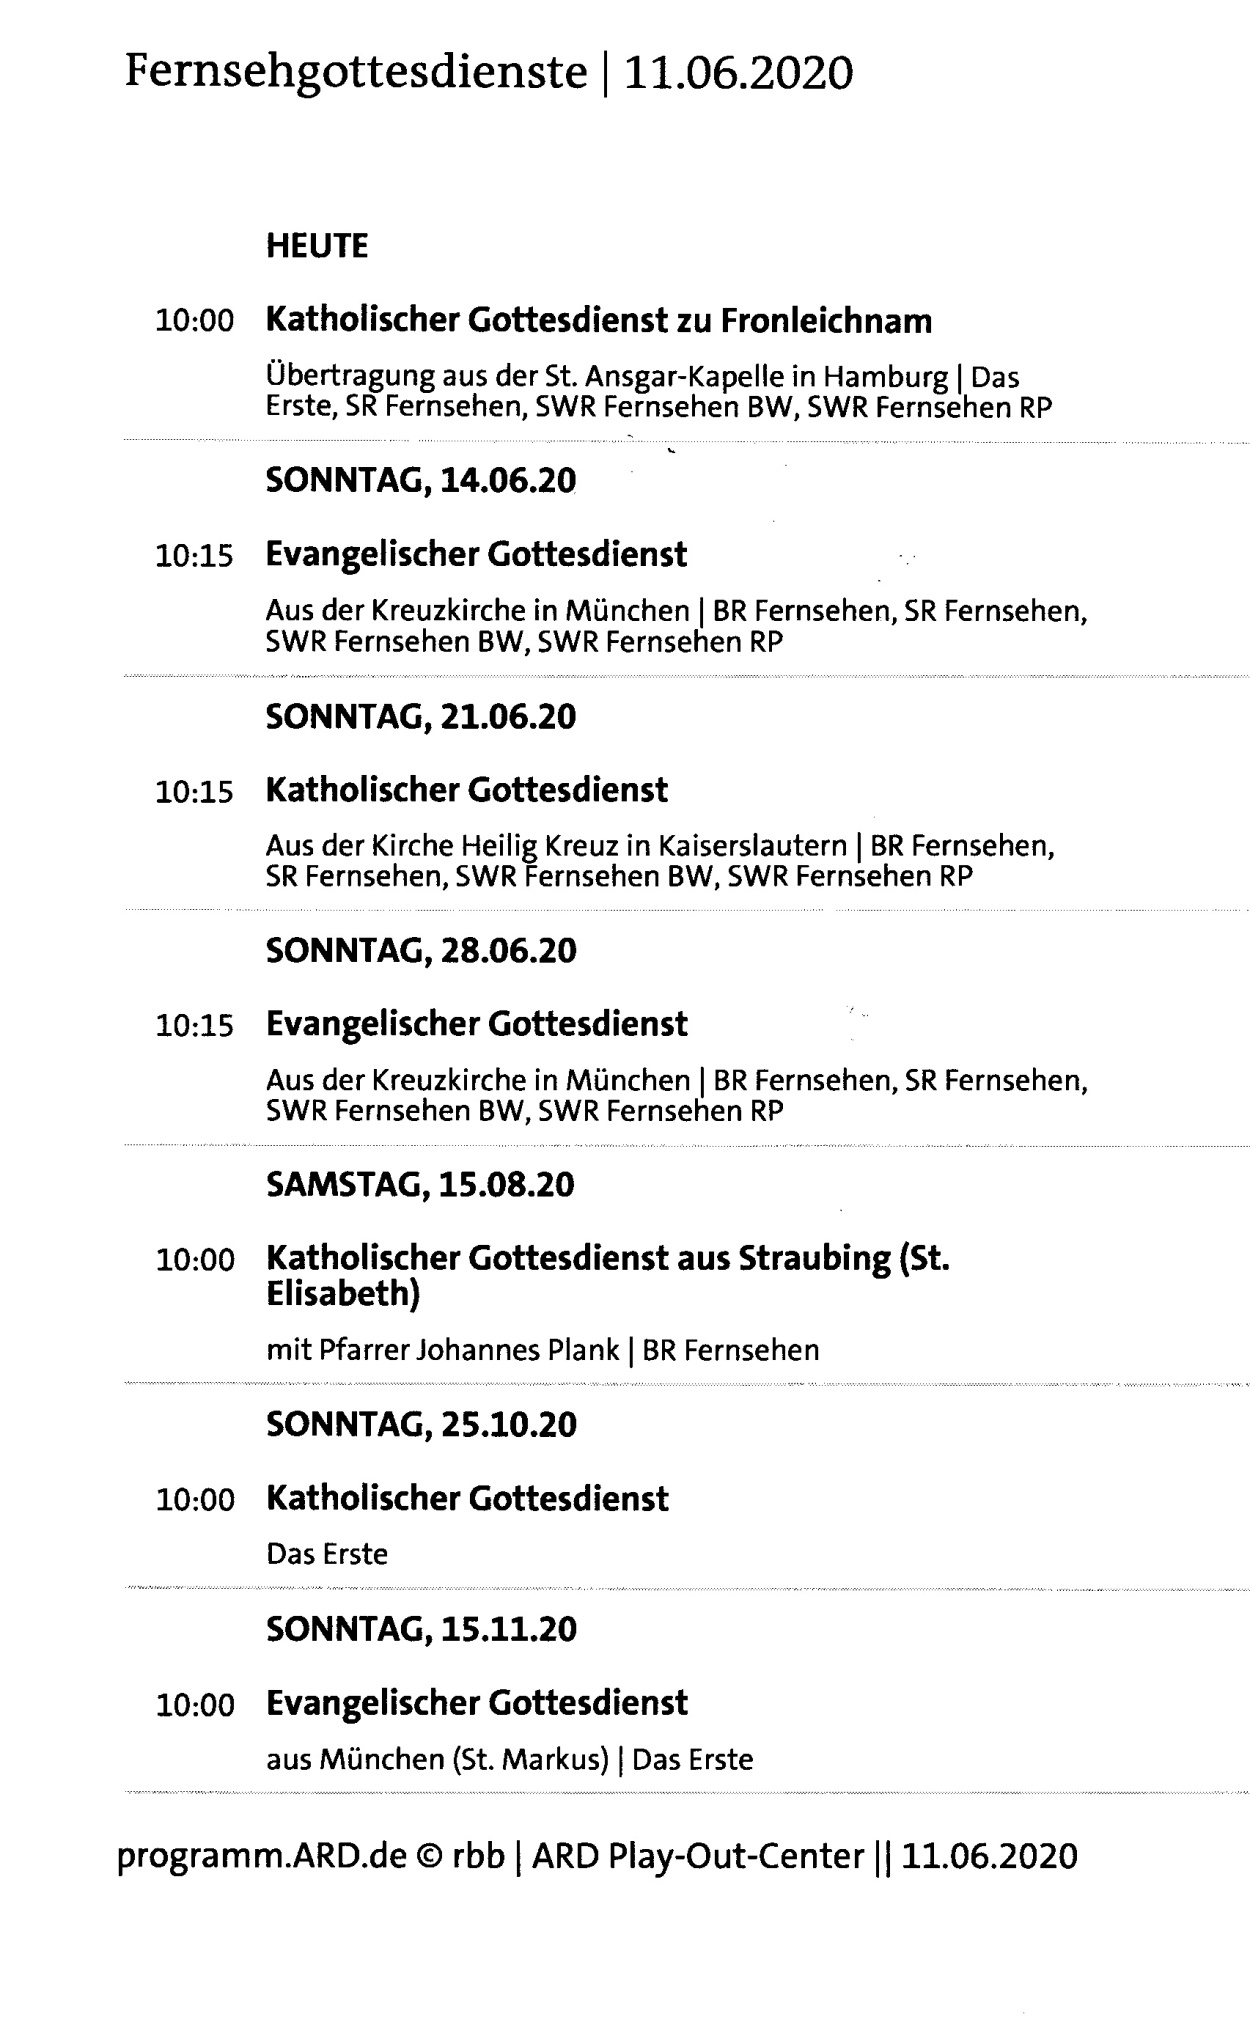 Fernsehgottesdienste | 11.06.2020
HEUTE
10:00 Katholischer Gottesdienst zu Fronleichnam
Übertragung aus der St. Ansgar-Kapelle in Hamburg | Das
Erste, SR Fernsehen, SWR Fernsehen BW, SWR Fernsehen RP
SONNTAG, 14.06.20
10:15 Evangelischer Gottesdienst
Aus der Kreuzkirche in München | BR Fernsehen, SR Fernsehen,
SWR Fernsehen BW, SWR Fernsehen RP
SONNTAG, 21.06.20
10:15 Katholischer Gottesdienst
Aus der Kirche Heilig Kreuz in Kaiserslautern | BR Fernsehen,
SR Fernsehen, SWR Fernsehen BW, SWR Fernsehen RP
SONNTAG, 28.06.20
10:15 Evangelischer Gottesdienst
Aus der Kreuzkirche in München | BR Fernsehen, SR Fernsehen,
SWR Fernsehen BW, SWR Fernsehen RP
SAMSTAG, 15.08.20
10:00 Katholischer Gottesdienst aus Straubing (St.
Elisabeth)
mit Pfarrer Johannes Plank | BR Fernsehen
SONNTAG, 25.10.20
10:00 Katholischer Gottesdienst
Das Erste
SONNTAG, 15.11.20
10:00 Evangelischer Gottesdienst
aus München (St. Markus) | Das Erste
programm.ARD.de © rbb | ARD Play-Out-Center || 11.06.2020